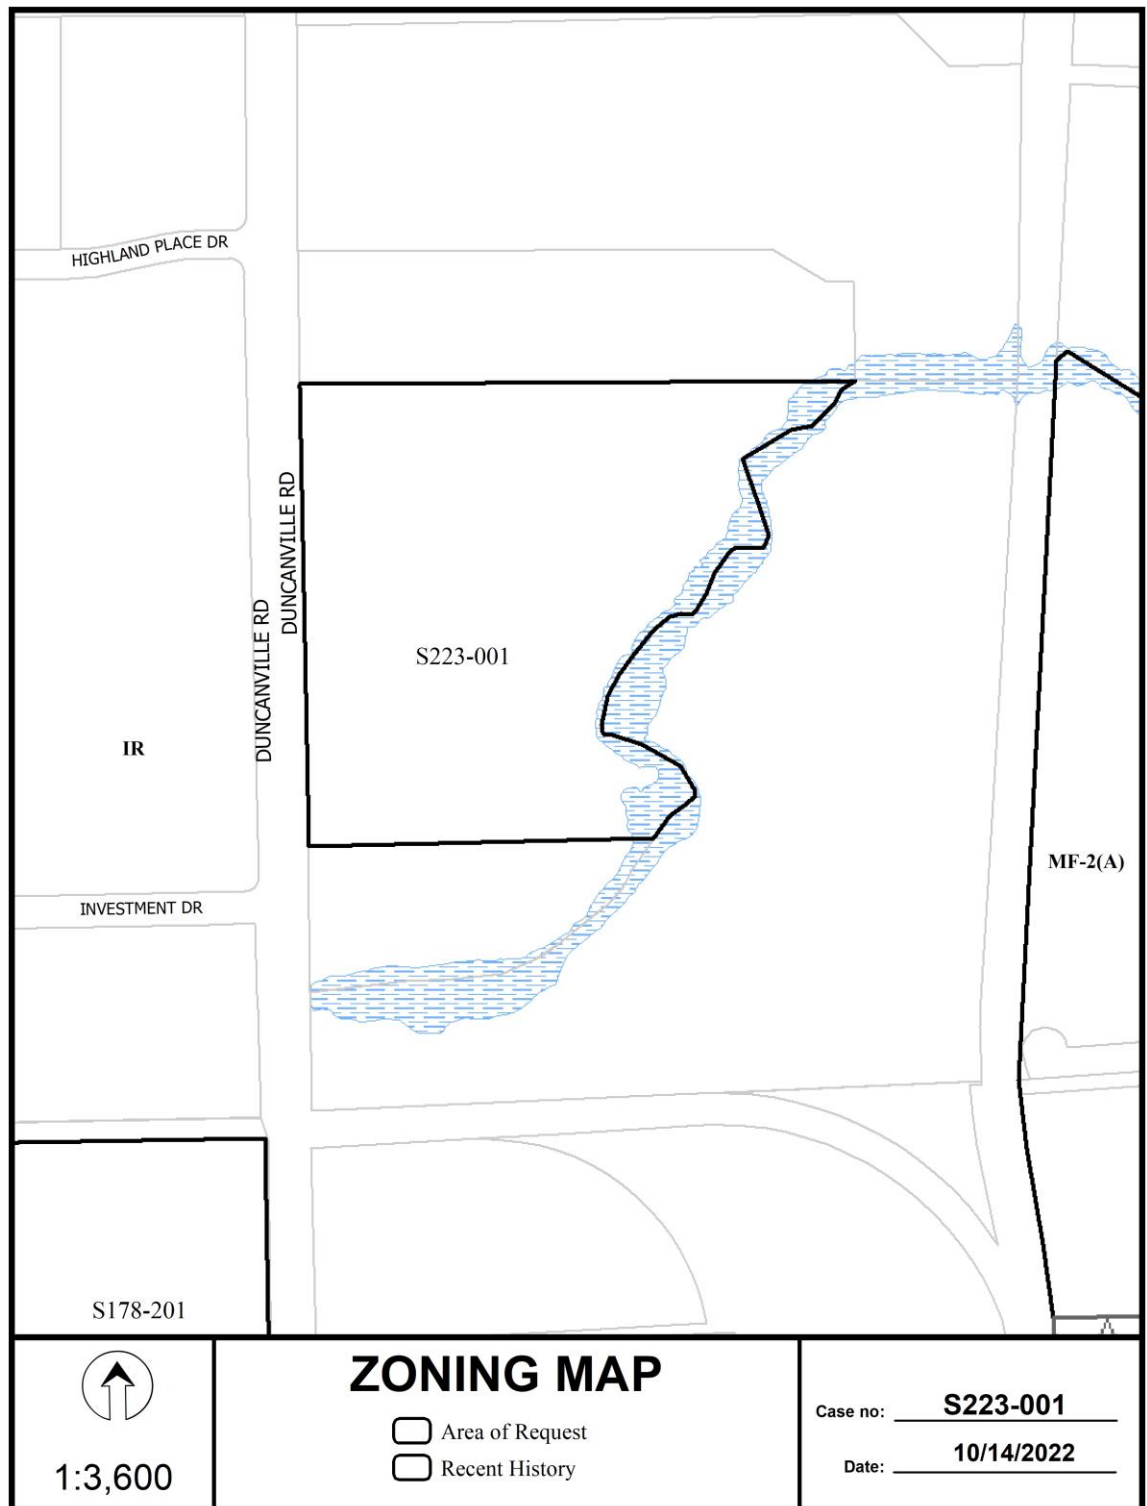 HIGHLAND PLACE DR
DUNCANVILLE RD
DUNCANVILLE RD
S223-001
IR
MF-2(A)
INVESTMENT DR
S178-201
1:3,600
ZONING MAP
Area of Request
Recent History
Case no: S223-001
Date: 10/14/2022